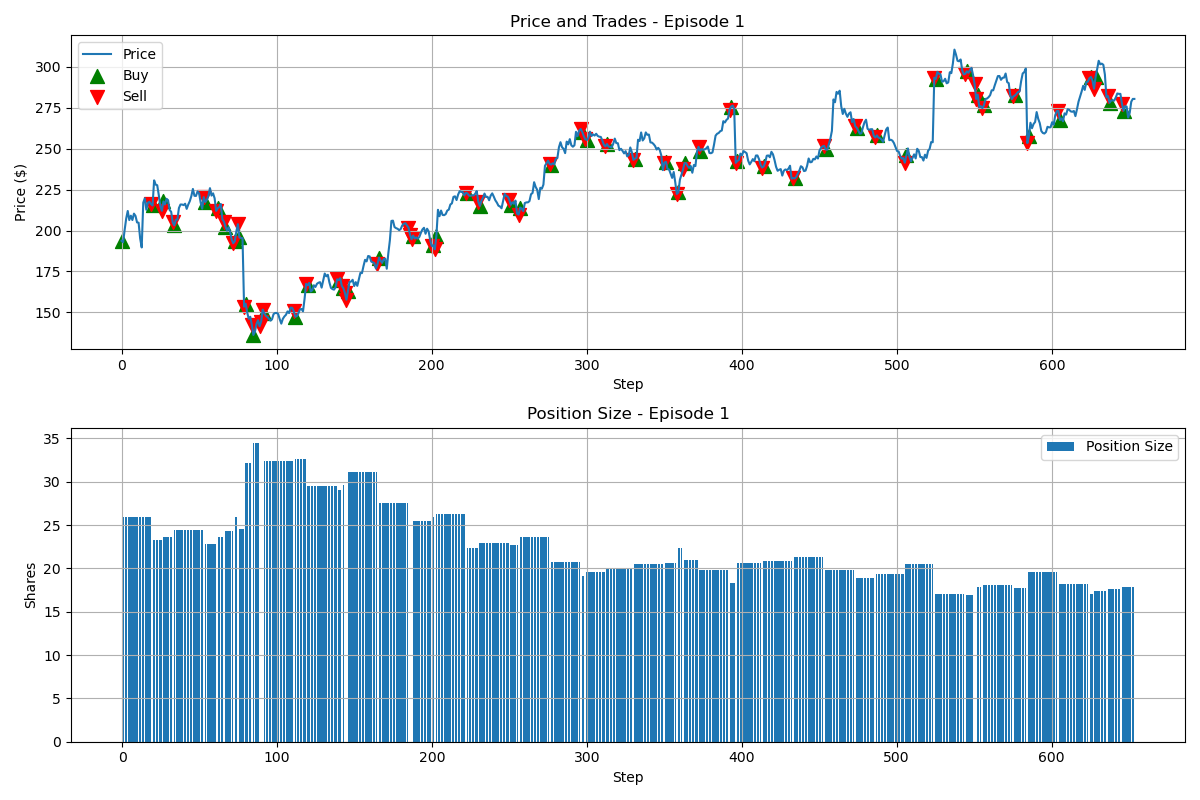 Price and Trades - Episode 1
Price
Buy
Sell
Price ($)
300
275
250
225
200
175
150
0 100 200 300 400 500 600
Step
Position Size - Episode 1
Position Size
Shares
35
30
25
20
15
10
5
0
0 100 200 300 400 500 600
Step